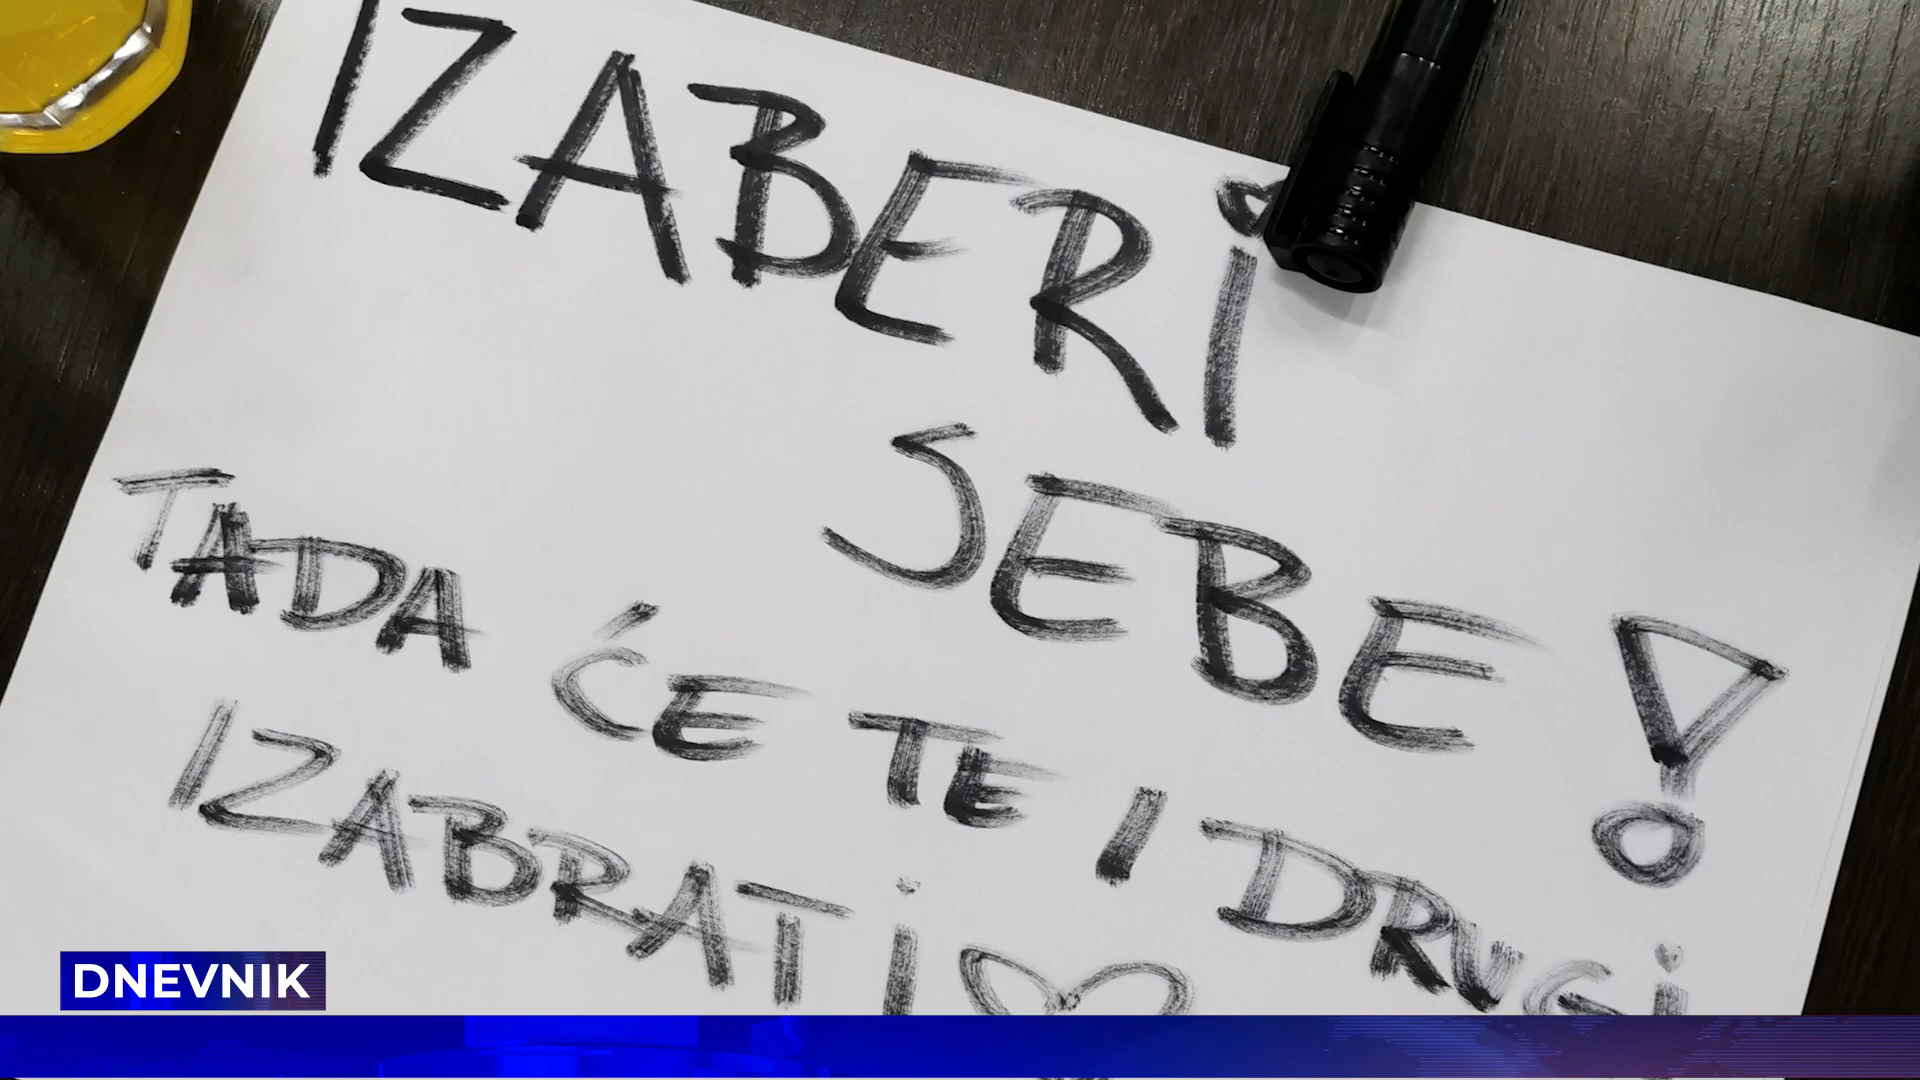 IZABERi
SEBE!
TADA ĆE TE I DRUGi
IZABRATi
DNEVNIK